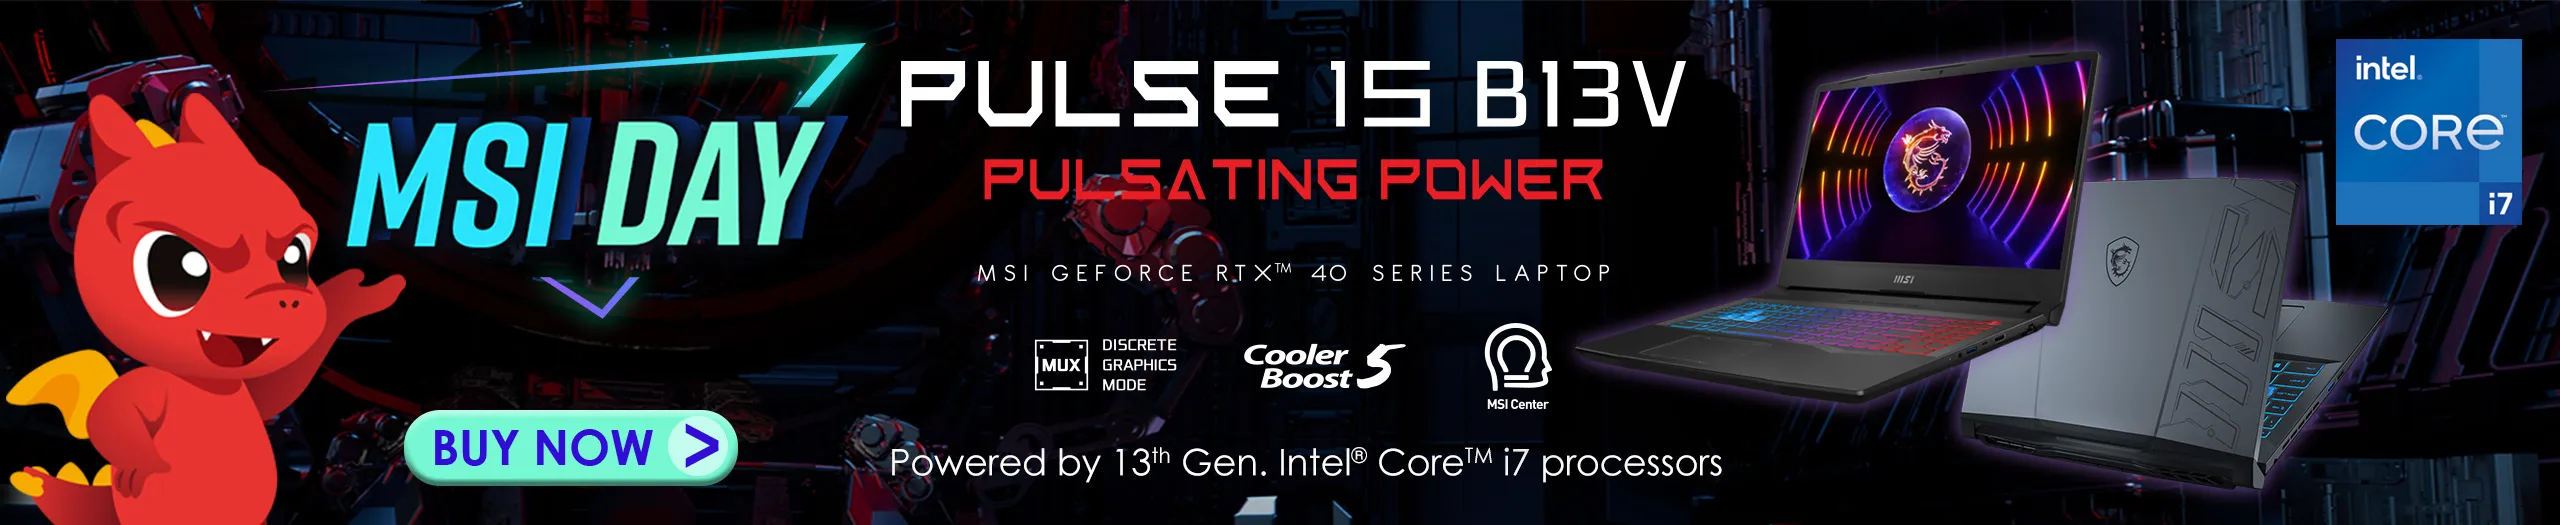 MSI DAY
BUY NOW >
PULSE 15 B13V
PULSATING POWER
MSI GEFORCE RTX™ 40 SERIES LAPTOP
MUX
DISCRETE
GRAPHICS
MODE
Cooler
Boost 5
MSI Center
Powered by 13th Gen. Intel® Core™ i7 processors
msi
intel.
CORE™
i7